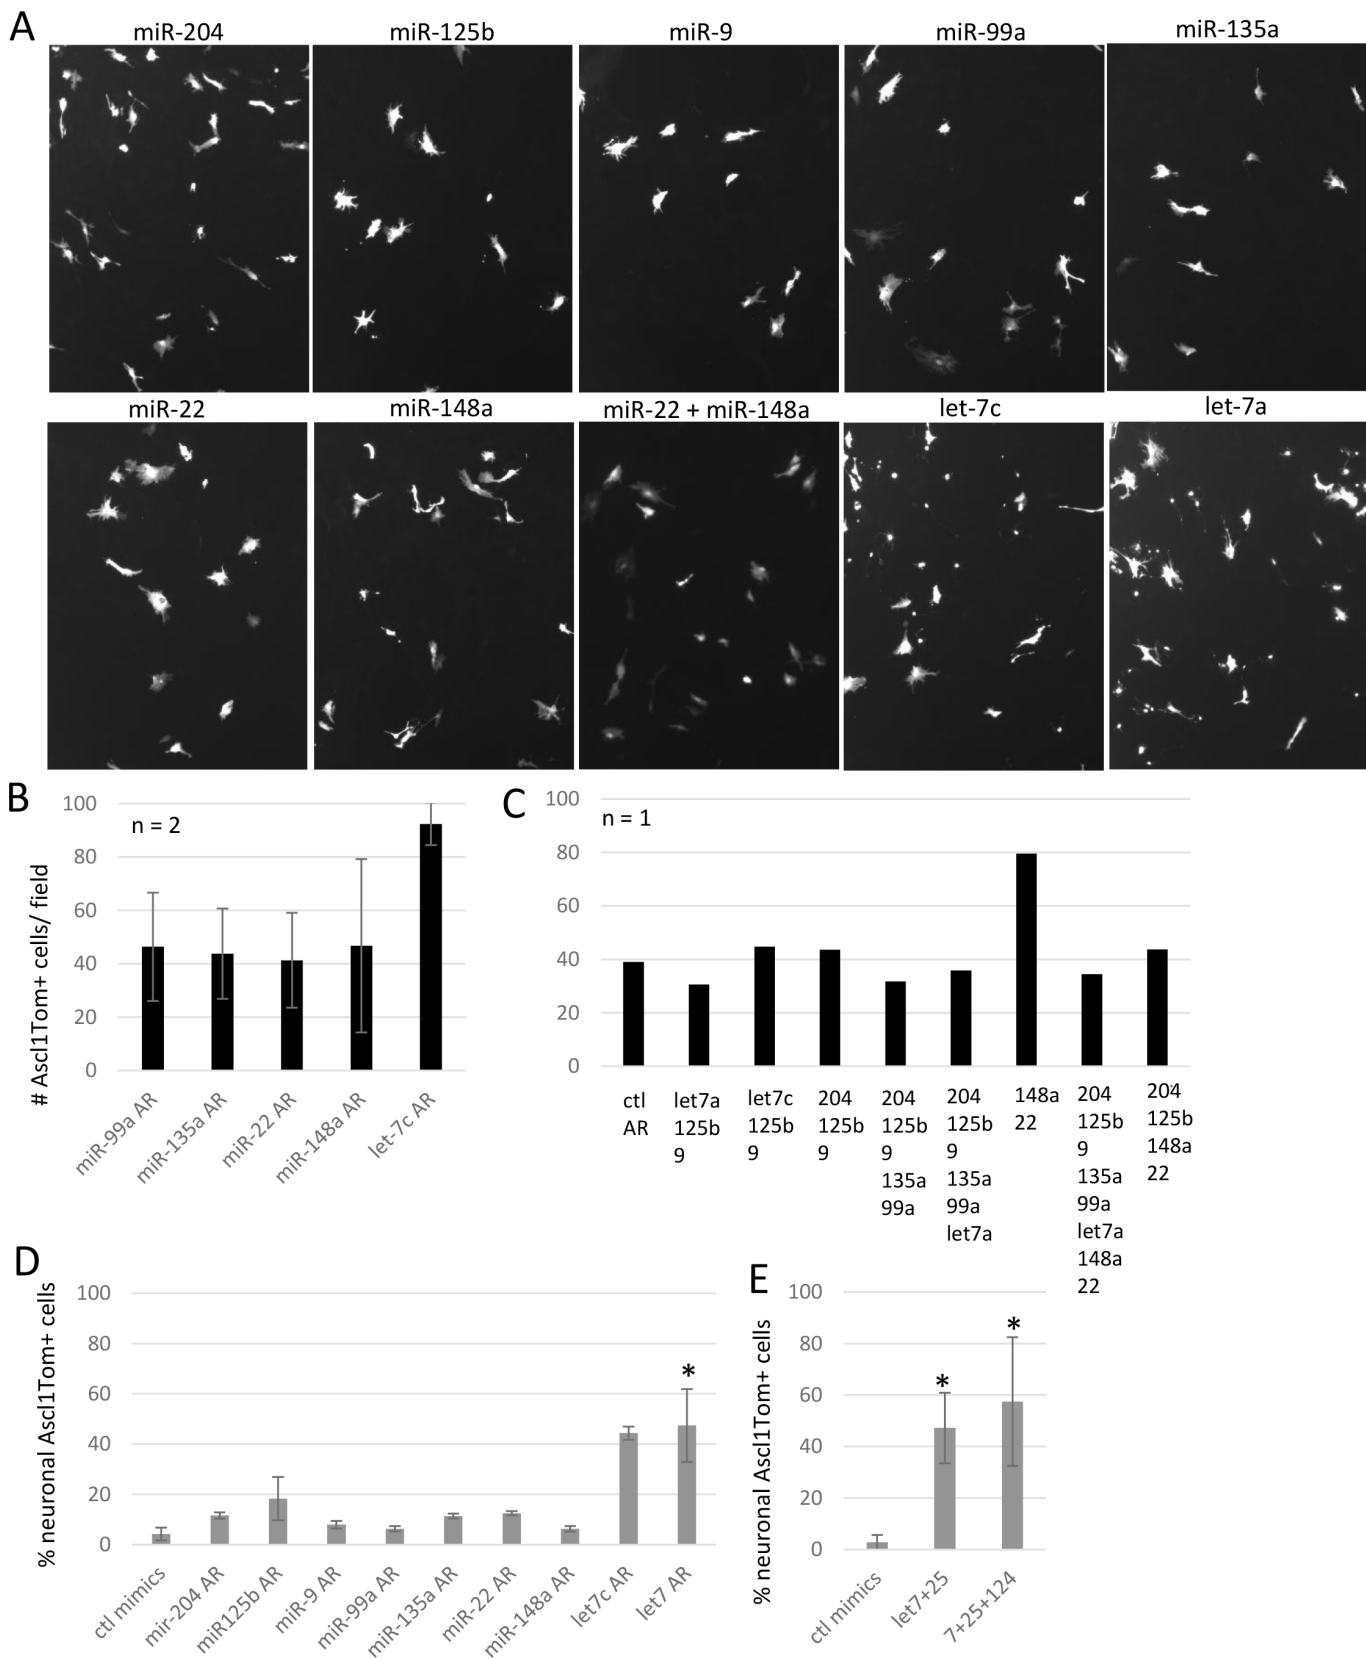 A
miR-204
miR-125b
miR-9
miR-99a
miR-135a
miR-22
miR-148a
miR-22 + miR-148a
let-7c
let-7a
B
n = 2
# Ascl1Tom+ cells/ field
100
80
60
40
20
0
miR-99a AR
miR-135a AR
miR-22 AR
miR-148a AR
let-7c AR
C
n = 1
100
80
60
40
20
0
ctl
AR
let7a
125b
9
let7c
125b
9
204
125b
9
204
125b
9
135a
99a
204
125b
9
135a
99a
let7a
148a
22
204
125b
9
135a
99a
let7a
148a
22
204
125b
148a
22
D
% neuronal Ascl1Tom+ cells
100
80
60
40
20
0
*
ctl mimics
mir-204 AR
miR125b AR
miR-9 AR
miR-99a AR
miR-135a AR
miR-22 AR
miR-148a AR
let7c AR
let7 AR
E
% neuronal Ascl1Tom+ cells
100
80
60
40
20
0
*
*
ctl mimics
let7+25
7+25+124